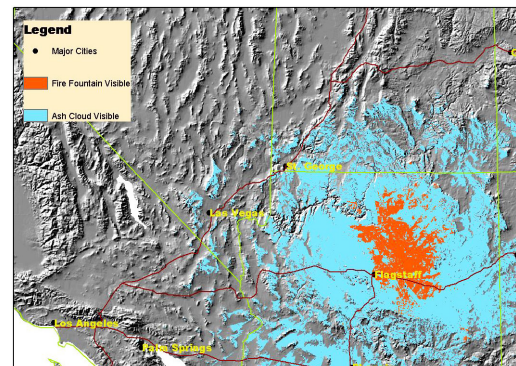 Legend
Major Cities
Fire Fountain Visible
Ash Cloud Visible
St. George
Las Vegas
Flagstaff
Los Angeles
Palm Springs